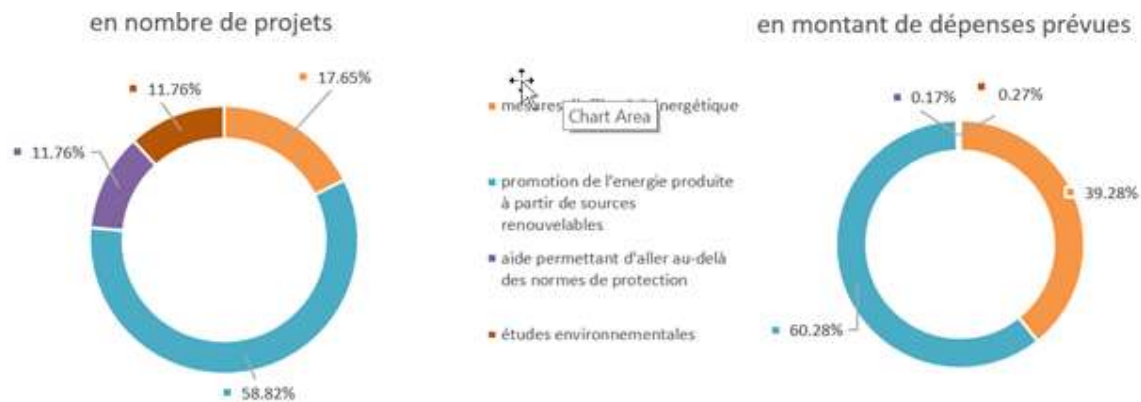 en nombre de projets
11.76%
17.65%
11.76%
58.82%
mesures énergétique
Chart Area
promotion de l'energie produite
à partir de sources
renouvelables
aide permettant d'aller au-delà
des normes de protection
études environnementales
en montant de dépenses prévues
0.17%
0.27%
39.28%
60.28%